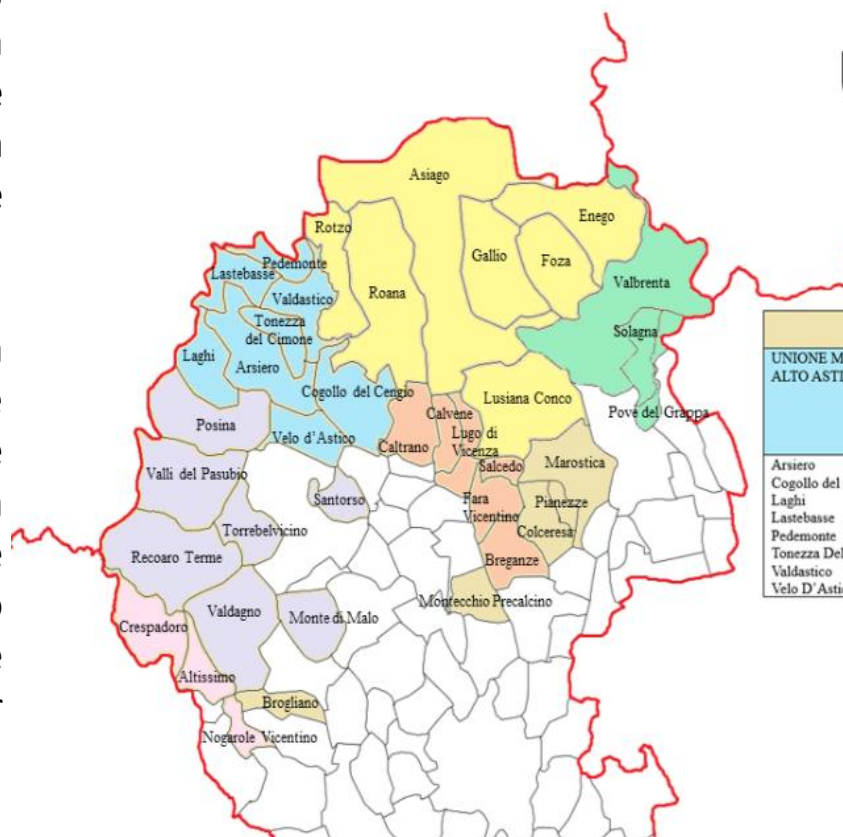 Asiago
Enego
Rotzo
Gallio
Foza
Pedemonte
Lastebasse
Valbrenta
Roana
Valdastico
Tonezza
del Cimone
Solagna
Laghi
Arsiero
Cogollo del Cengio
Lusiana Conco
Calvene
Pove del Grappa
Posina
Lugo di
Vicenza
Velo d'Astico
Caltrano
Salcedo
Marostica
Valli del Pasubio
Santorso
Fara
Vicentino
Pianezze
Torrebelvicino
Colceresa
Recoaro Terme
Breganze
Montecchio Precalcino
Valdagno
Monte di Malo
Crespadoro
Altissimo
Brogliano
Nogarole Vicentino
UNIONE M
ALTO ASTI
Arsiero
Cogollo del
Laghi
Lastebasse
Pedemonte
Tonezza Del
Valdastico
Velo D'Asti